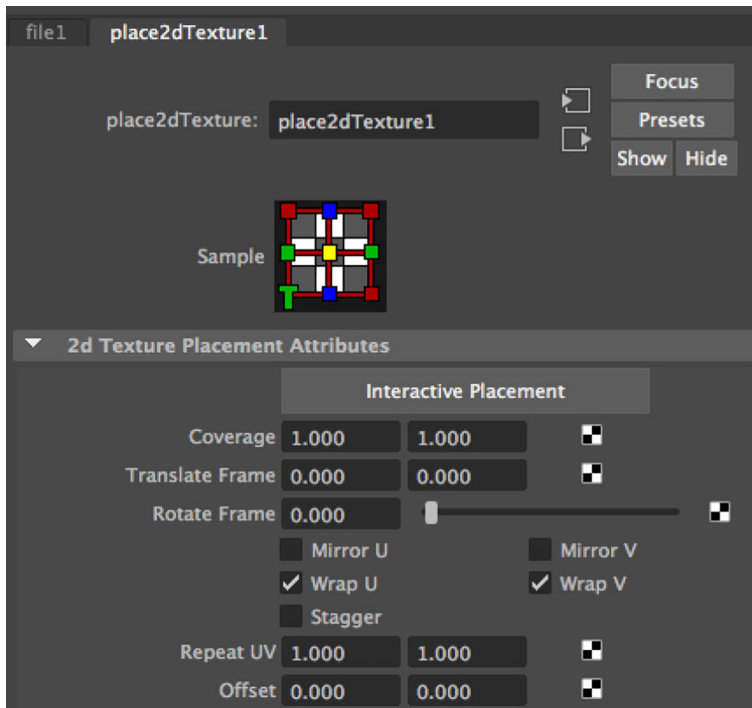 file1 place2dTexture1
Focus
place2dTexture: place2dTexture1 Presets
Show Hide
Sample
2d Texture Placement Attributes
Interactive Placement
Coverage 1.000 1.000
Translate Frame 0.000 0.000
Rotate Frame 0.000
Mirror U Mirror V
Wrap U Wrap V
Stagger
Repeat UV 1.000 1.000
Offset 0.000 0.000